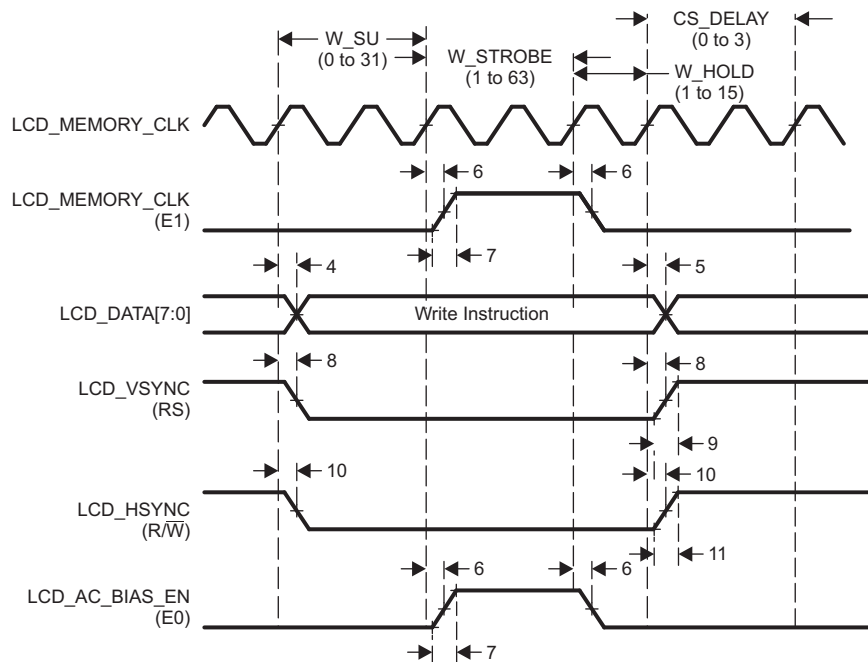 W_SU
(0 to 31)
CS_DELAY
(0 to 3)
W_STROBE
(1 to 63)
W_HOLD
(1 to 15)
LCD_MEMORY_CLK
LCD_MEMORY_CLK
(E1)
6
6
7
LCD_DATA[7:0]
4
5
Write Instruction
LCD_VSYNC
(RS)
8
8
9
LCD_HSYNC
(R/W̅)
10
10
11
LCD_AC_BIAS_EN
(E0)
6
6
7